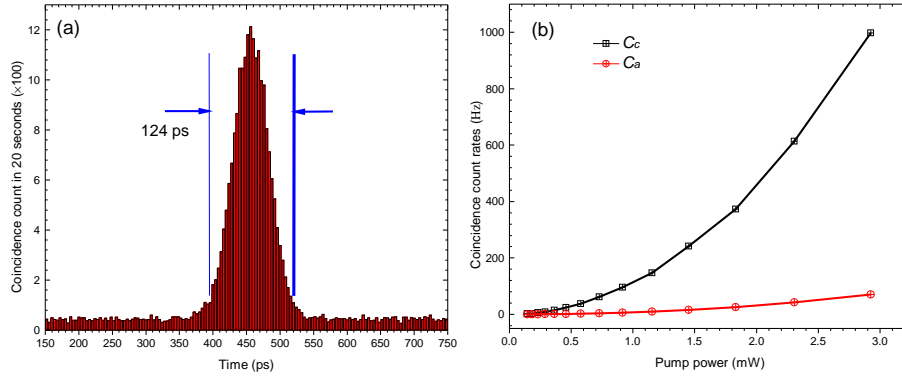 (a)
124 ps
Coincidence count in 20 seconds (×100)
12
10
8
6
4
2
0
150 200 250 300 350 400 450 500 550 600 650 700 750
Time (ps)
(b)
Cc
Ca
Coincidence count rates (Hz)
1000
800
600
400
200
0
0.0 0.5 1.0 1.5 2.0 2.5 3.0
Pump power (mW)